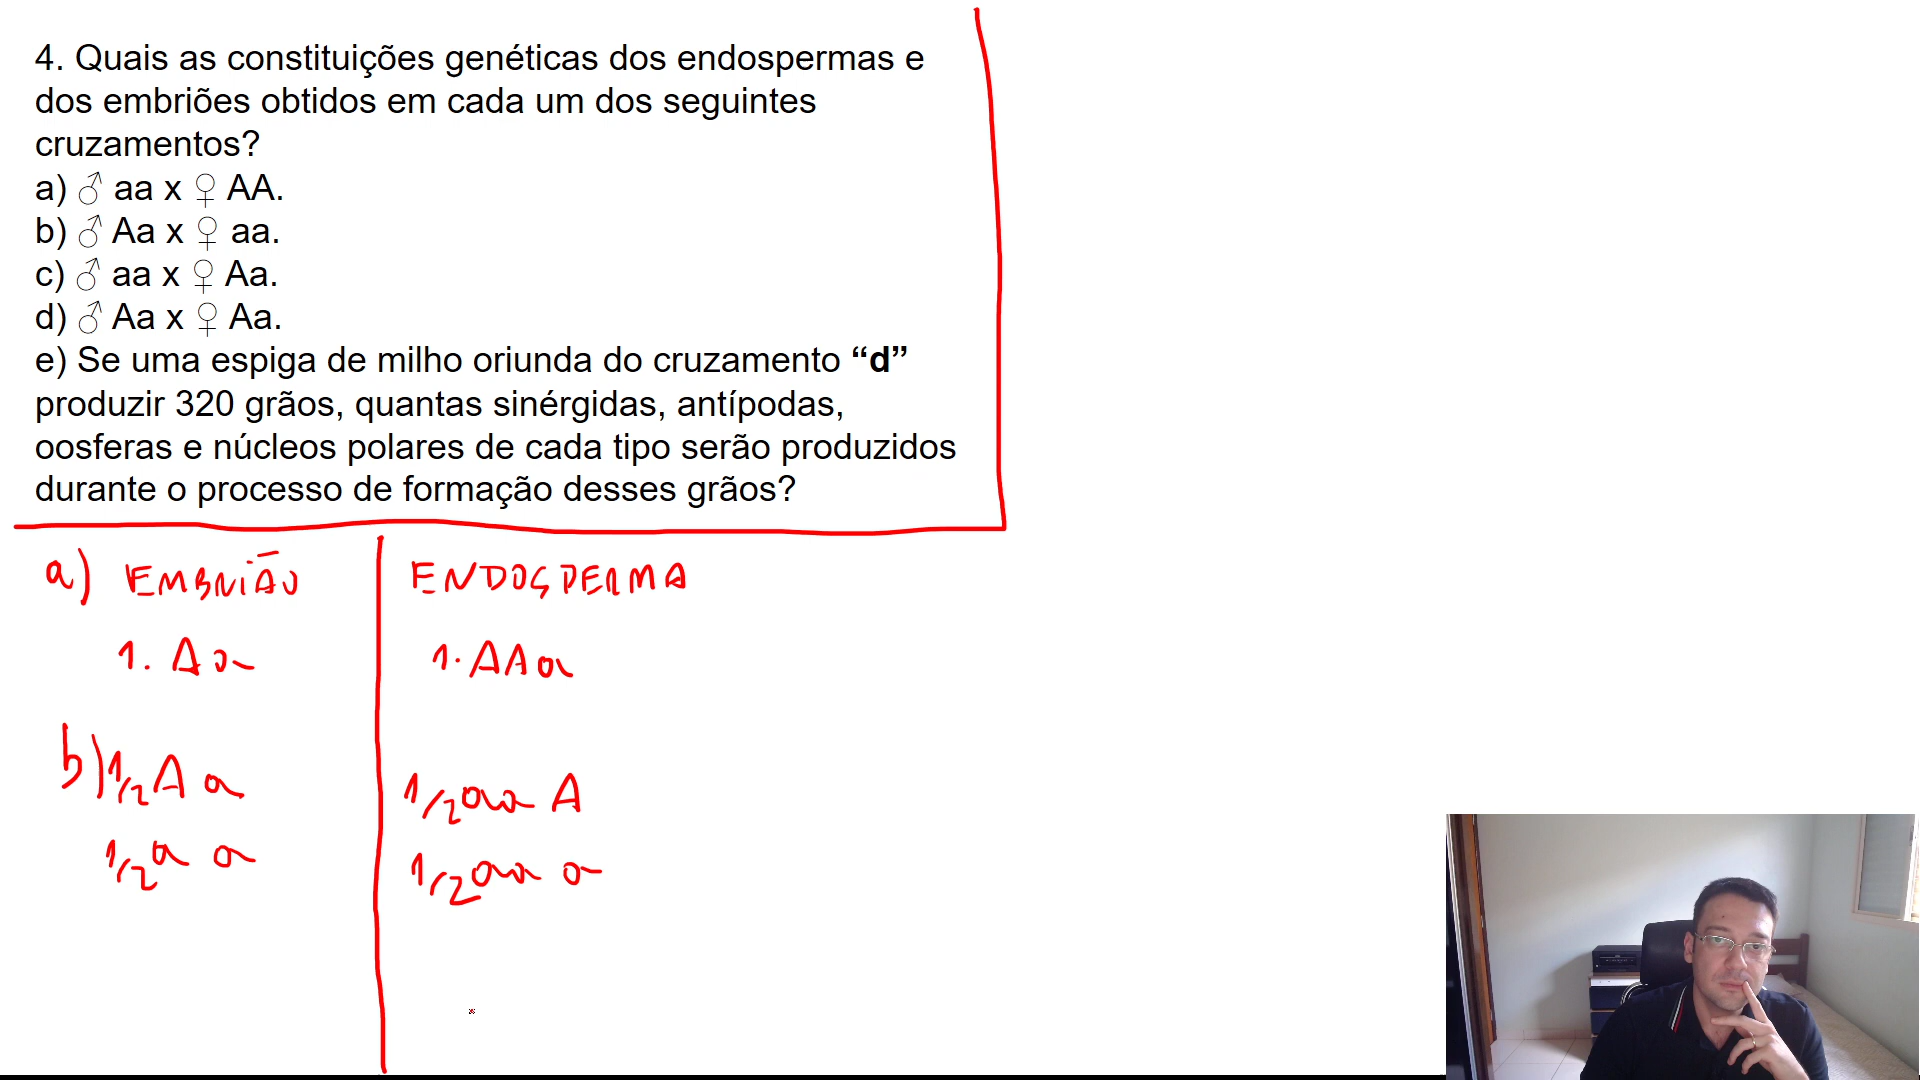 4. Quais as constituições genéticas dos endospermas e
dos embriões obtidos em cada um dos seguintes
cruzamentos?
a) ♂ aa x ♀ AA.
b) ♂ Aa x ♀ aa.
c) ♂ aa x ♀ Aa.
d) ♂ Aa x ♀ Aa.
e) Se uma espiga de milho oriunda do cruzamento “d”
produzir 320 grãos, quantas sinérgidas, antípodas,
oosferas e núcleos polares de cada tipo serão produzidos
durante o processo de formação desses grãos?
a) EMBRIÃO ENDOSPERMA
1. Aa 1. AAa
b) 1/2 A a 1/2 aa A
1/2 a a 1/2 aa a